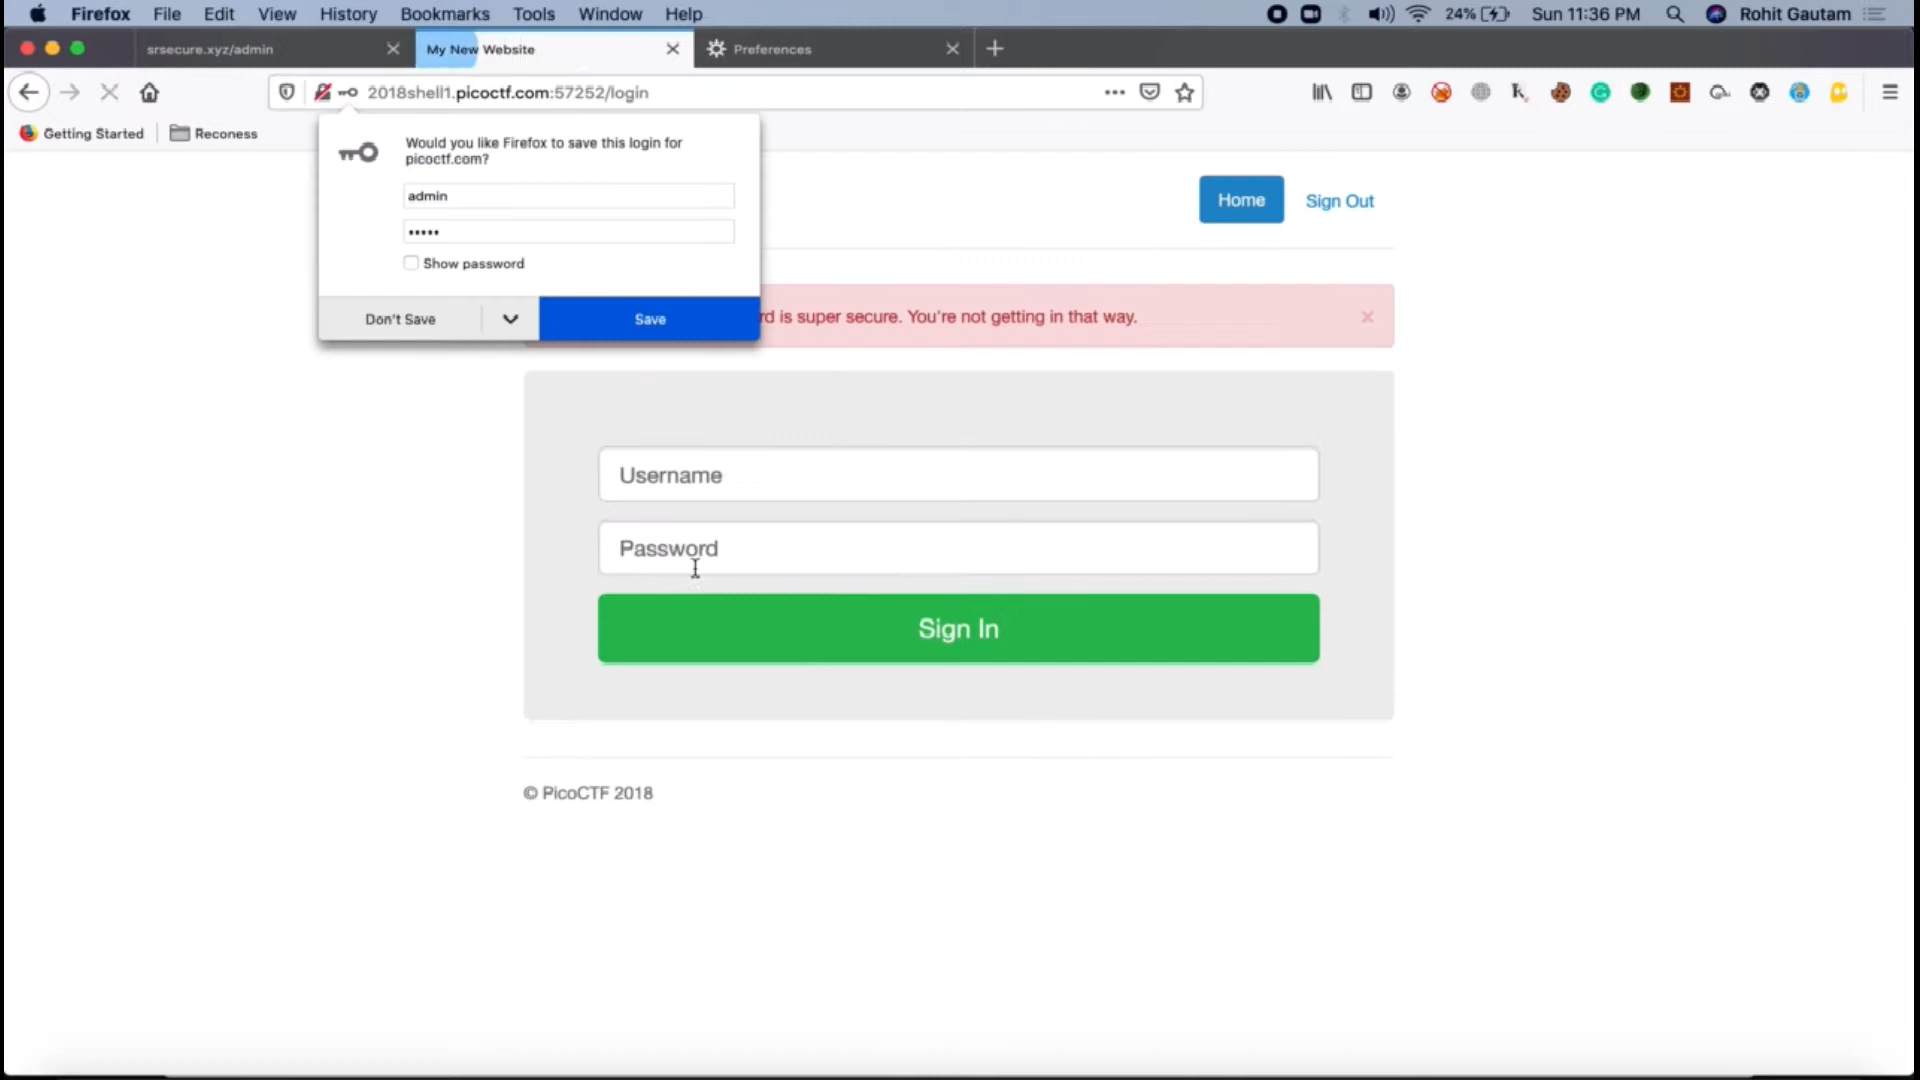 Firefox File Edit View History Bookmarks Tools Window Help 24% Sun 11:36 PM Rohit Gautam
srsecure.xyz/admin My New Website Preferences
2018shell1.picoctf.com:57252/login
Getting Started Reconess
Would you like Firefox to save this login for
picoctf.com?
admin
•••••
Show password
Don't Save Save
Home Sign Out
is super secure. You're not getting in that way. ×
Username
Password
Sign In
© PicoCTF 2018